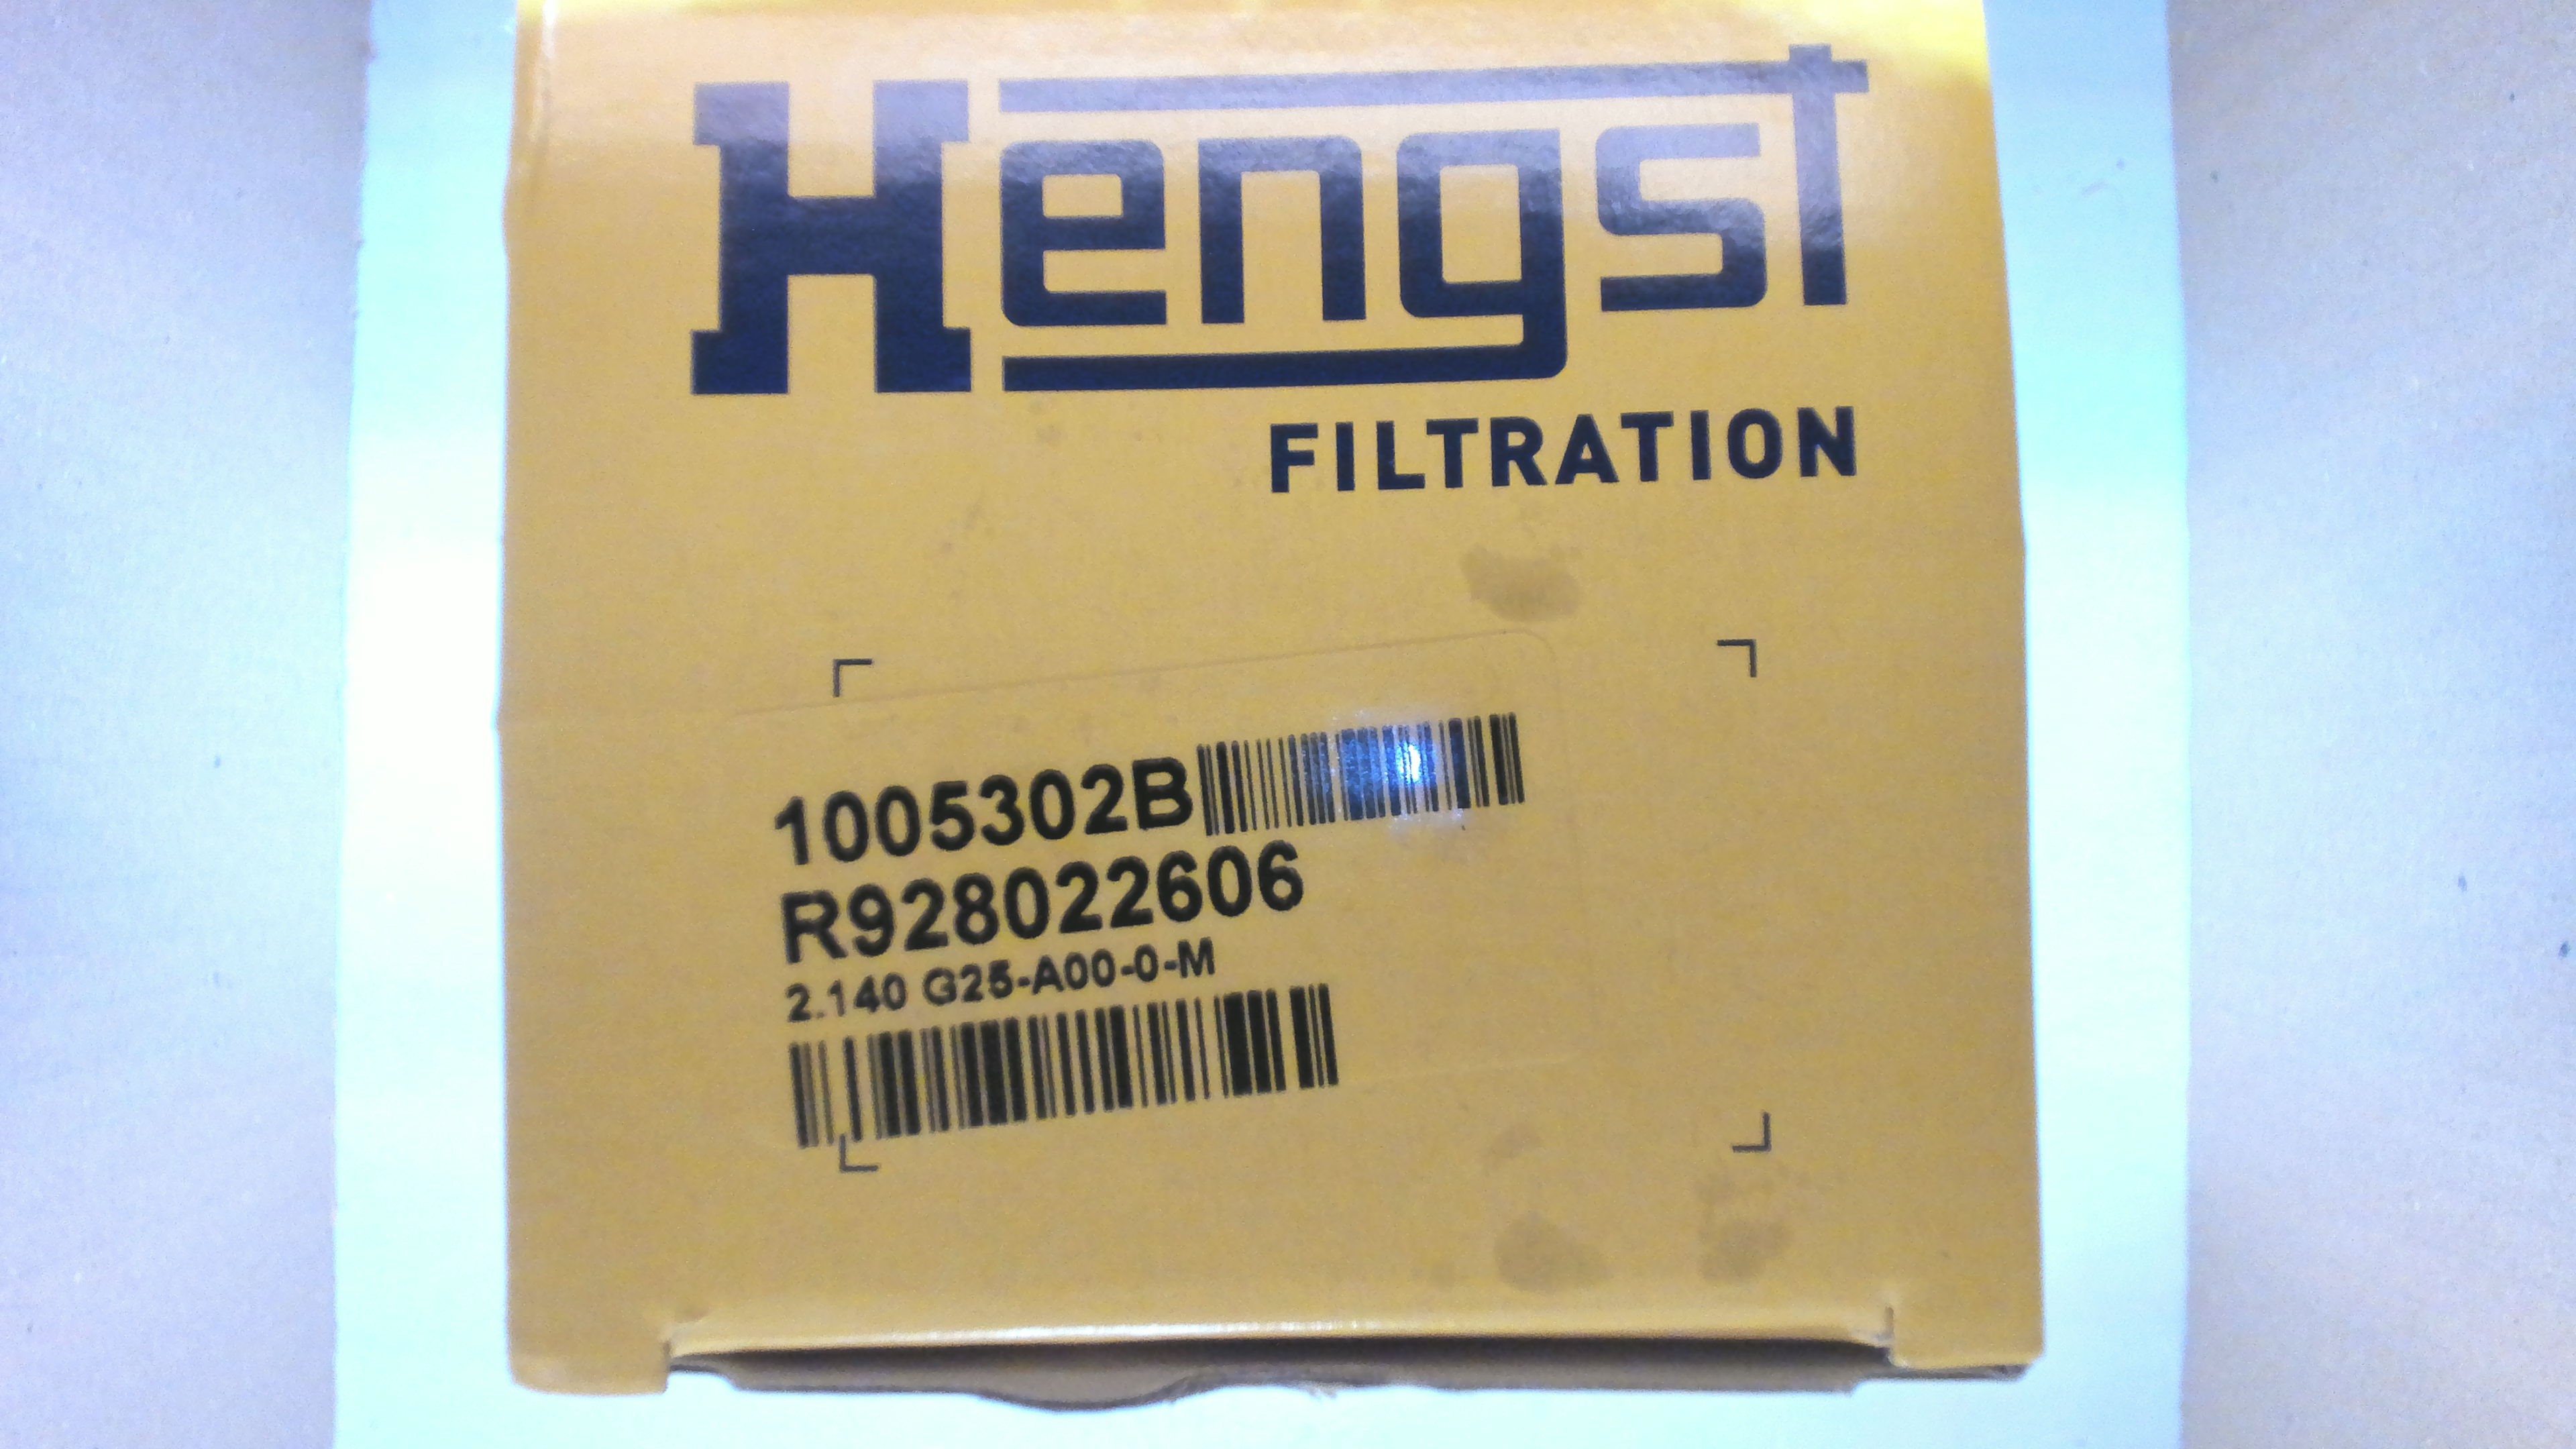 Hengst
FILTRATION
1005302B
R928022606
2.140 G25-A00-0-M